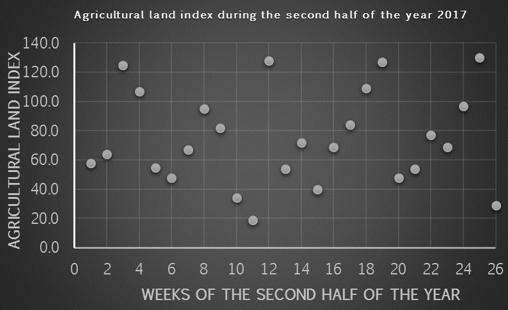 Agricultural land index during the second half of the year 2017
AGRICULTURAL LAND INDEX
140.0
120.0
100.0
80.0
60.0
40.0
20.0
0.0
0 2 4 6 8 10 12 14 16 18 20 22 24 26
WEEKS OF THE SECOND HALF OF THE YEAR